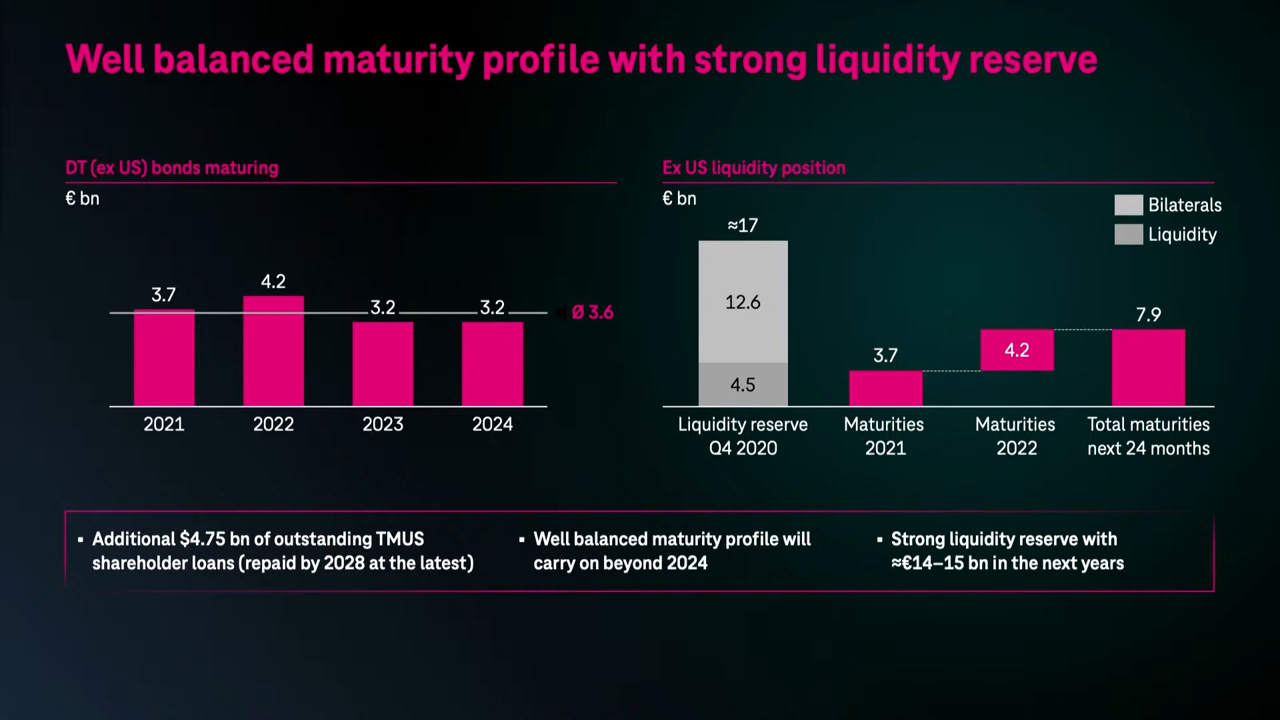 Well balanced maturity profile with strong liquidity reserve
DT (ex US) bonds maturing
€ bn
3.7
4.2
3.2
3.2
Ø 3.6
2021
2022
2023
2024
Ex US liquidity position
€ bn
Bilaterals
Liquidity
≈17
12.6
4.5
3.7
4.2
7.9
Liquidity reserve
Q4 2020
Maturities
2021
Maturities
2022
Total maturities
next 24 months
▪ Additional $4.75 bn of outstanding TMUS
shareholder loans (repaid by 2028 at the latest)
▪ Well balanced maturity profile will
carry on beyond 2024
▪ Strong liquidity reserve with
≈€14–15 bn in the next years